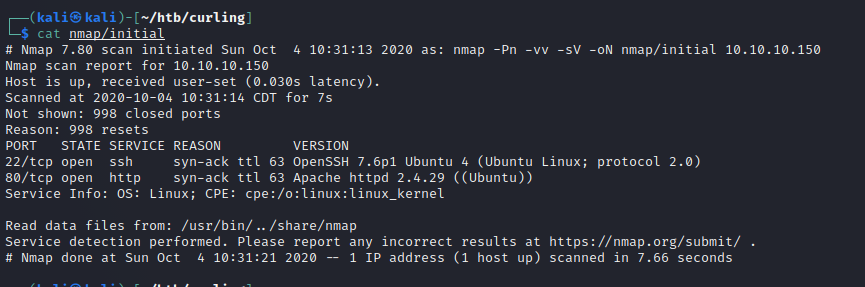 ┌──(kali㉿kali)-[~/htb/curling]
└─$ cat nmap/initial
# Nmap 7.80 scan initiated Sun Oct  4 10:31:13 2020 as: nmap -Pn -vv -sV -oN nmap/initial 10.10.10.150
Nmap scan report for 10.10.10.150
Host is up, received user-set (0.030s latency).
Scanned at 2020-10-04 10:31:14 CDT for 7s
Not shown: 998 closed ports
Reason: 998 resets
PORT   STATE SERVICE REASON         VERSION
22/tcp open  ssh     syn-ack ttl 63 OpenSSH 7.6p1 Ubuntu 4 (Ubuntu Linux; protocol 2.0)
80/tcp open  http    syn-ack ttl 63 Apache httpd 2.4.29 ((Ubuntu))
Service Info: OS: Linux; CPE: cpe:/o:linux:linux_kernel

Read data files from: /usr/bin/../share/nmap
Service detection performed. Please report any incorrect results at https://nmap.org/submit/ .
# Nmap done at Sun Oct  4 10:31:21 2020 -- 1 IP address (1 host up) scanned in 7.66 seconds